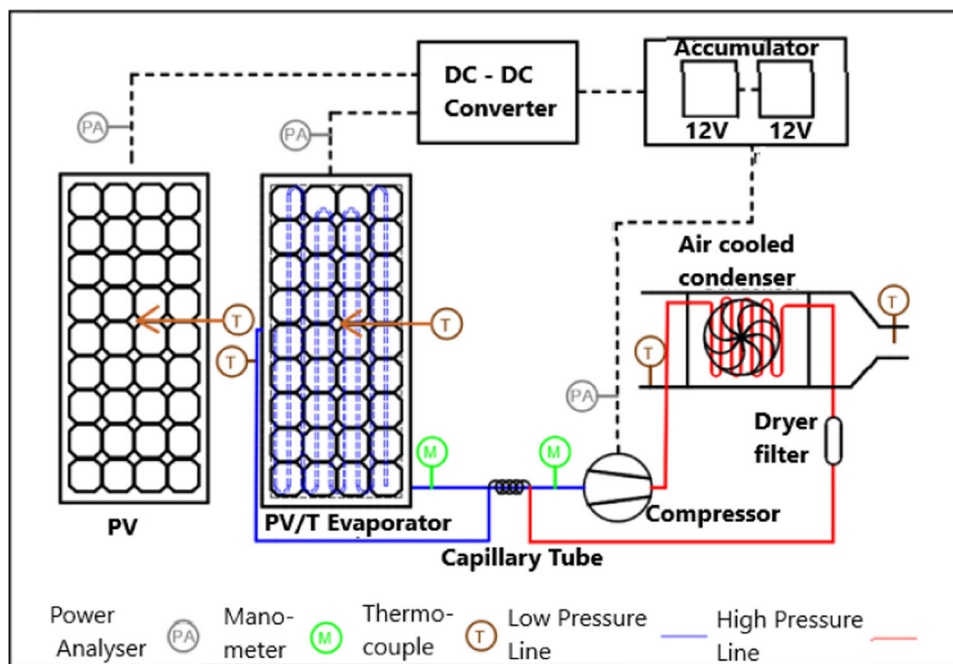 DC - DC
Converter
Accumulator
12V 12V
PA
PA
Air cooled
condenser
T
T
T
T
T
PA
Dryer
filter
M
M
PV
PV/T Evaporator
Compressor
Capillary Tube
Power
Analyser
PA
Mano-
meter
M
Thermo-
couple
T
Low Pressure
Line
High Pressure
Line